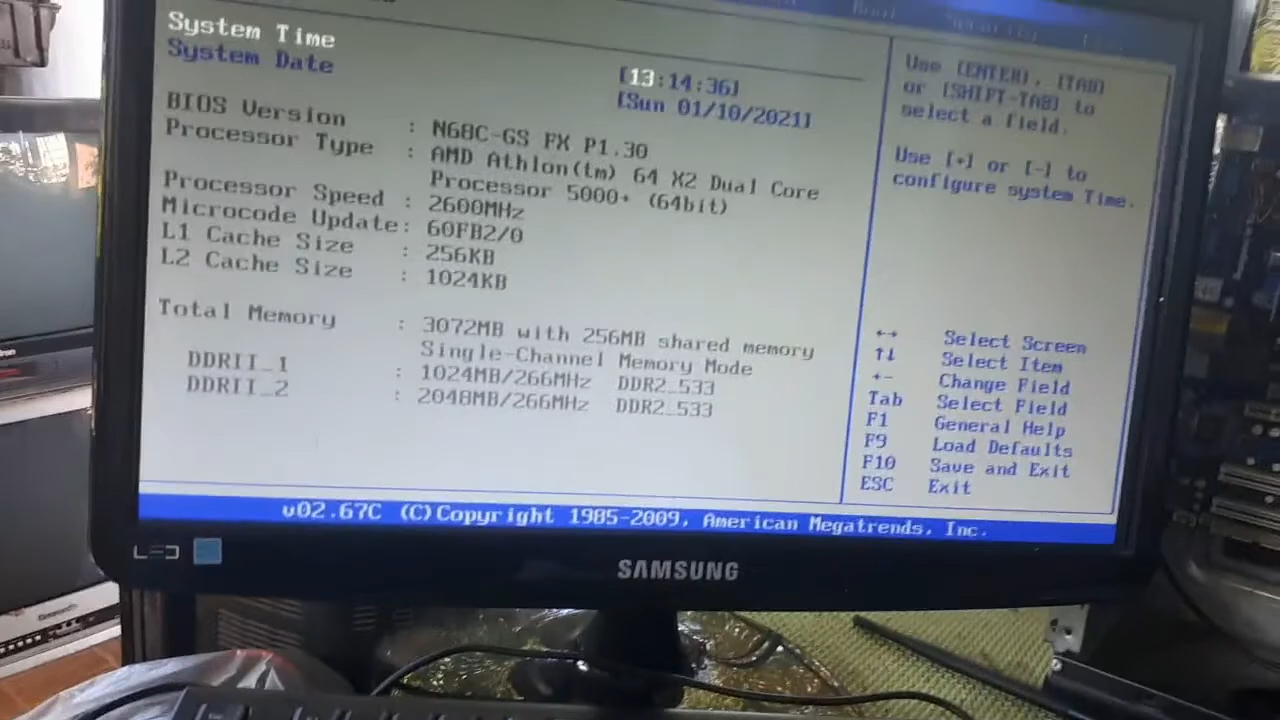 Boot Security
System Time [13:14:36]
System Date [Sun 01/10/2021]
BIOS Version : N68C-GS FX P1.30
Processor Type : AMD Athlon(tm) 64 X2 Dual Core
Processor 5000+ (64bit)
Processor Speed : 2600MHz
Microcode Update: 60FB2/0
L1 Cache Size : 256KB
L2 Cache Size : 1024KB
Total Memory : 3072MB with 256MB shared memory
Single-Channel Memory Mode
DDRII_1 : 1024MB/266MHz DDR2_533
DDRII_2 : 2048MB/266MHz DDR2_533
Use [ENTER], [TAB]
or [SHIFT-TAB] to
select a field.
Use [+] or [-] to
configure system Time.
←→ Select Screen
↑↓ Select Item
+- Change Field
Tab Select Field
F1 General Help
F9 Load Defaults
F10 Save and Exit
ESC Exit
v02.67C (C)Copyright 1985-2009, American Megatrends, Inc.
LED
SAMSUNG